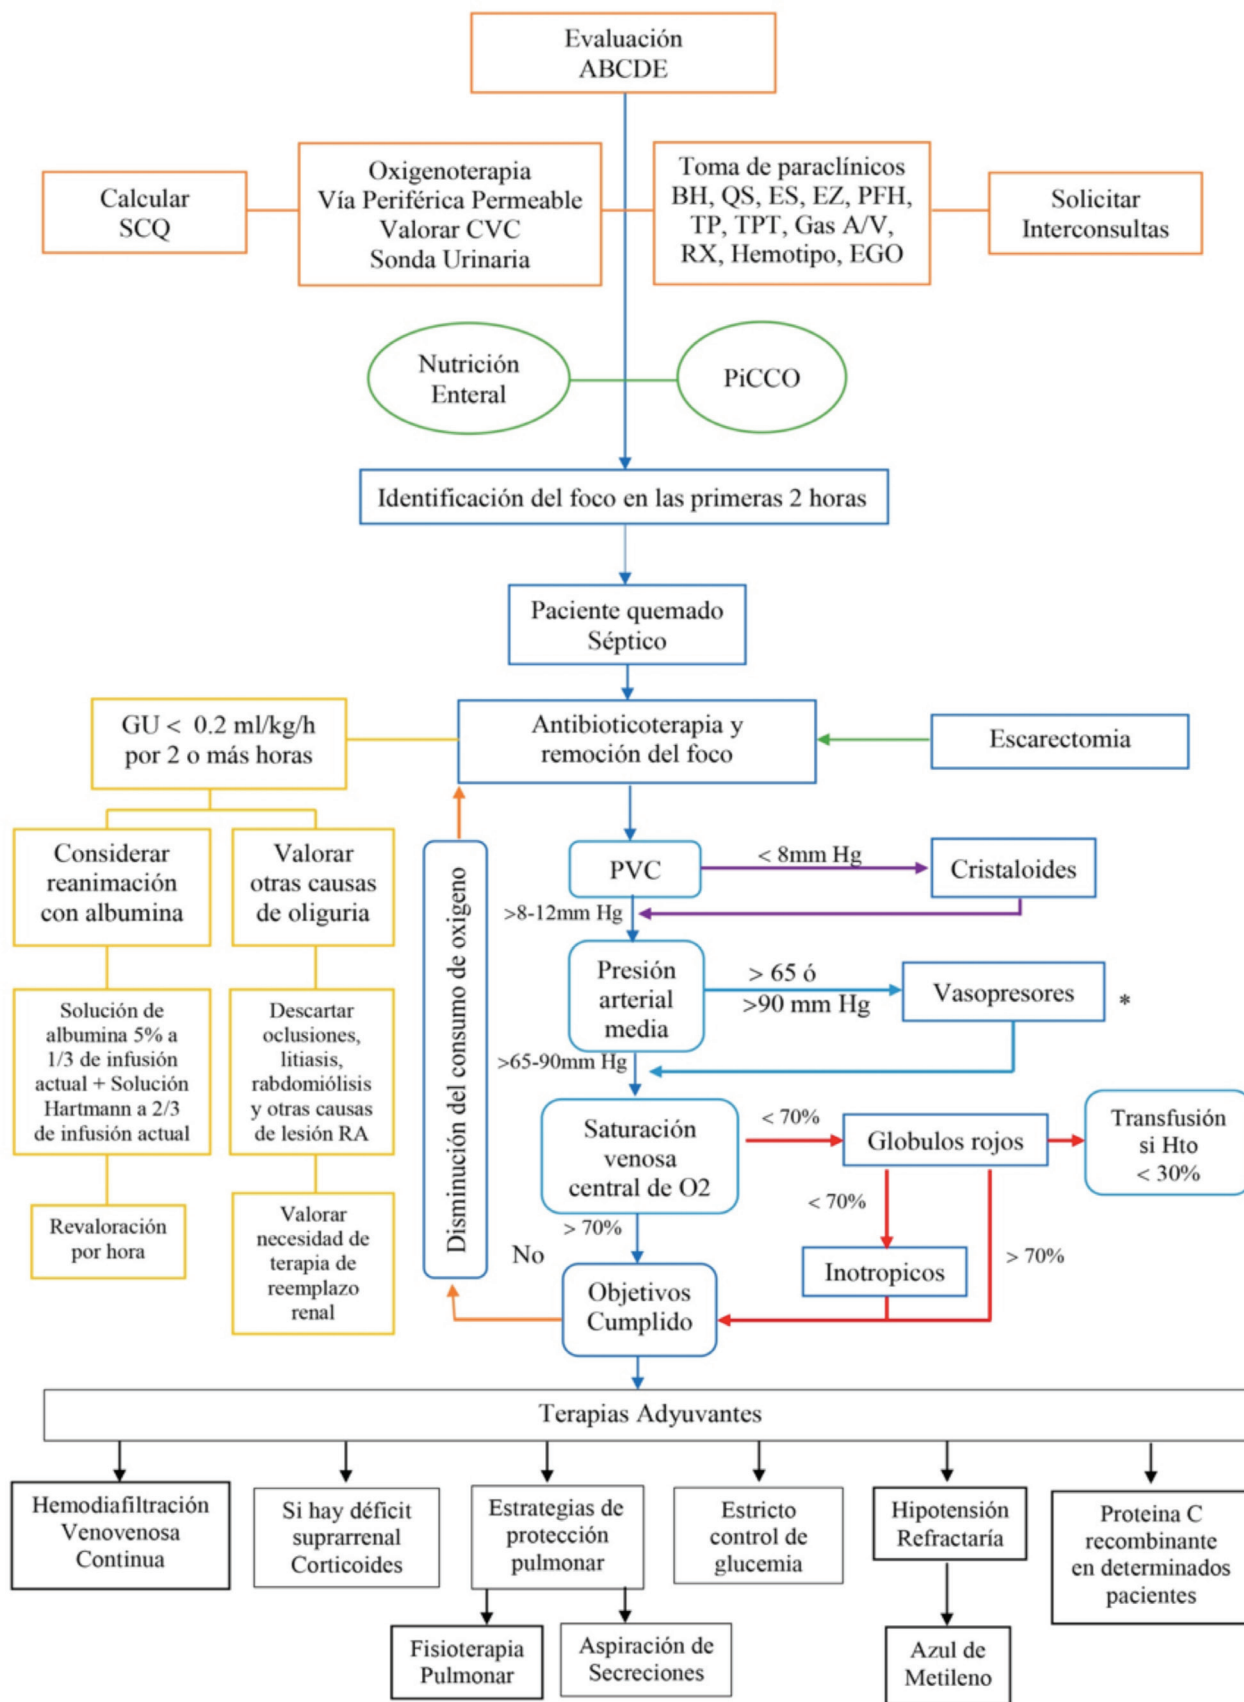 Evaluación
ABCDE
Calcular
SCQ
Oxigenoterapia
Vía Periférica Permeable
Valorar CVC
Sonda Urinaria
Toma de paraclínicos
BH, QS, ES, EZ, PFH,
TP, TPT, Gas A/V,
RX, Hemotipo, EGO
Solicitar
Interconsultas
Nutrición
Enteral
PiCCO
Identificación del foco en las primeras 2 horas
Paciente quemado
Séptico
GU < 0.2 ml/kg/h
por 2 o más horas
Antibioticoterapia y
remoción del foco
Escarectomia
Considerar
reanimación
con albumina
Valorar
otras causas
de oliguria
Solución de
albumina 5% a
1/3 de infusión
actual + Solución
Hartmann a 2/3
de infusión actual
Descartar
oclusiones,
litiasis,
rabdomiólisis
y otras causas
de lesión RA
Revaloración
por hora
Valorar
necesidad de
terapia de
reemplazo
renal
Disminución del consumo de oxigeno
PVC
< 8mm Hg
Cristaloides
>8-12mm Hg
Presión
arterial
media
> 65 ó
>90 mm Hg
Vasopresores
*
>65-90mm Hg
Saturación
venosa
central de O2
< 70%
Globulos rojos
Transfusión
si Hto
< 30%
> 70%
< 70%
> 70%
Inotropicos
No
Objetivos
Cumplido
Terapias Adyuvantes
Hemodiafiltración
Venovenosa
Continua
Si hay déficit
suprarrenal
Corticoides
Estrategias de
protección
pulmonar
Estricto
control de
glucemia
Hipotensión
Refractaría
Proteina C
recombinante
en determinados
pacientes
Fisioterapia
Pulmonar
Aspiración de
Secreciones
Azul de
Metileno